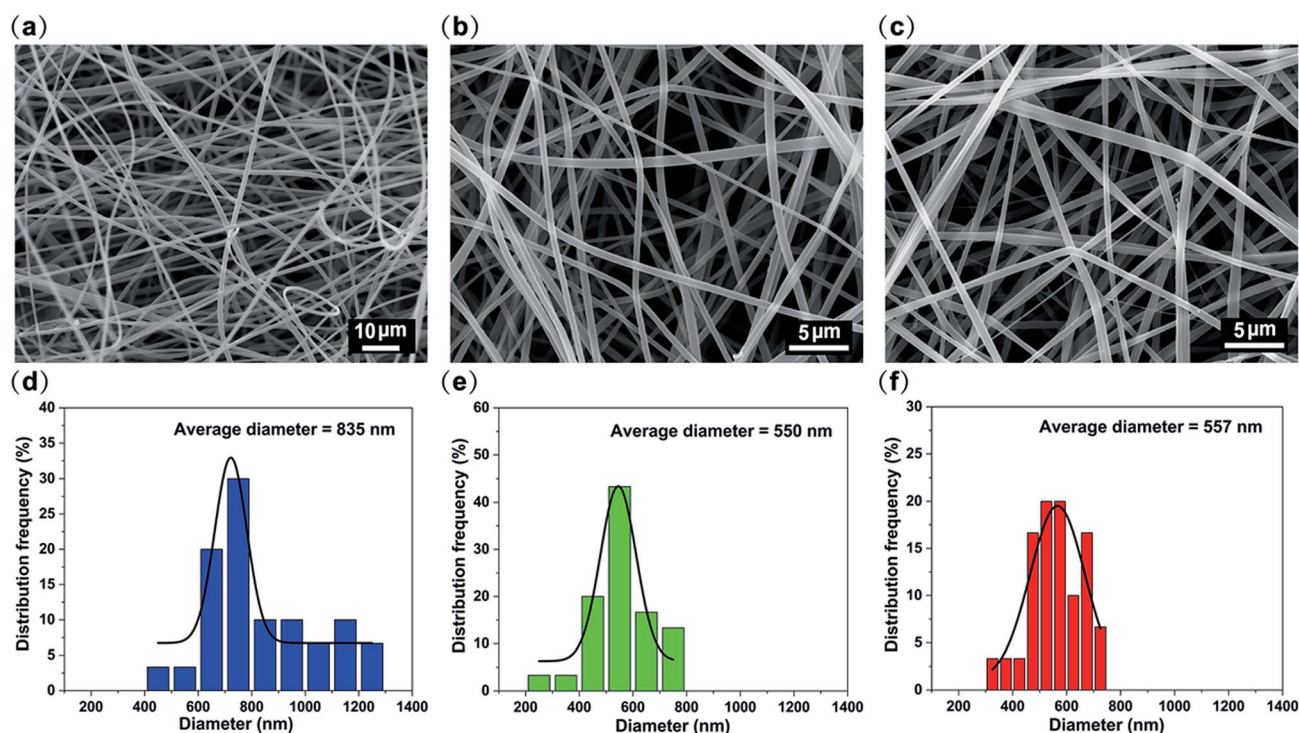 (a)
(b)
(c)
10 μm
5 μm
5 μm
(d)
(e)
(f)
40
35
30
25
20
15
10
5
0
Distribution frequency (%)
Average diameter = 835 nm
200 400 600 800 1000 1200 1400
Diameter (nm)
60
50
40
30
20
10
0
Distribution frequency (%)
Average diameter = 550 nm
200 400 600 800 1000 1200 1400
Diameter (nm)
30
25
20
15
10
5
0
Distribution frequency (%)
Average diameter = 557 nm
200 400 600 800 1000 1200 1400
Diameter (nm)